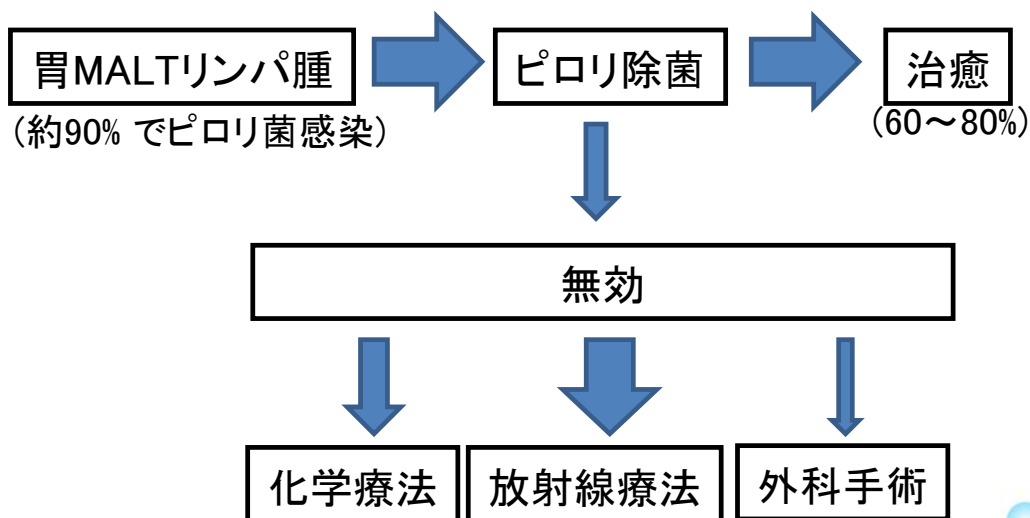 胃MALTリンパ腫
ピロリ除菌
治癒
（約90% でピロリ菌感染）
（60～80%）
無効
化学療法
放射線療法
外科手術